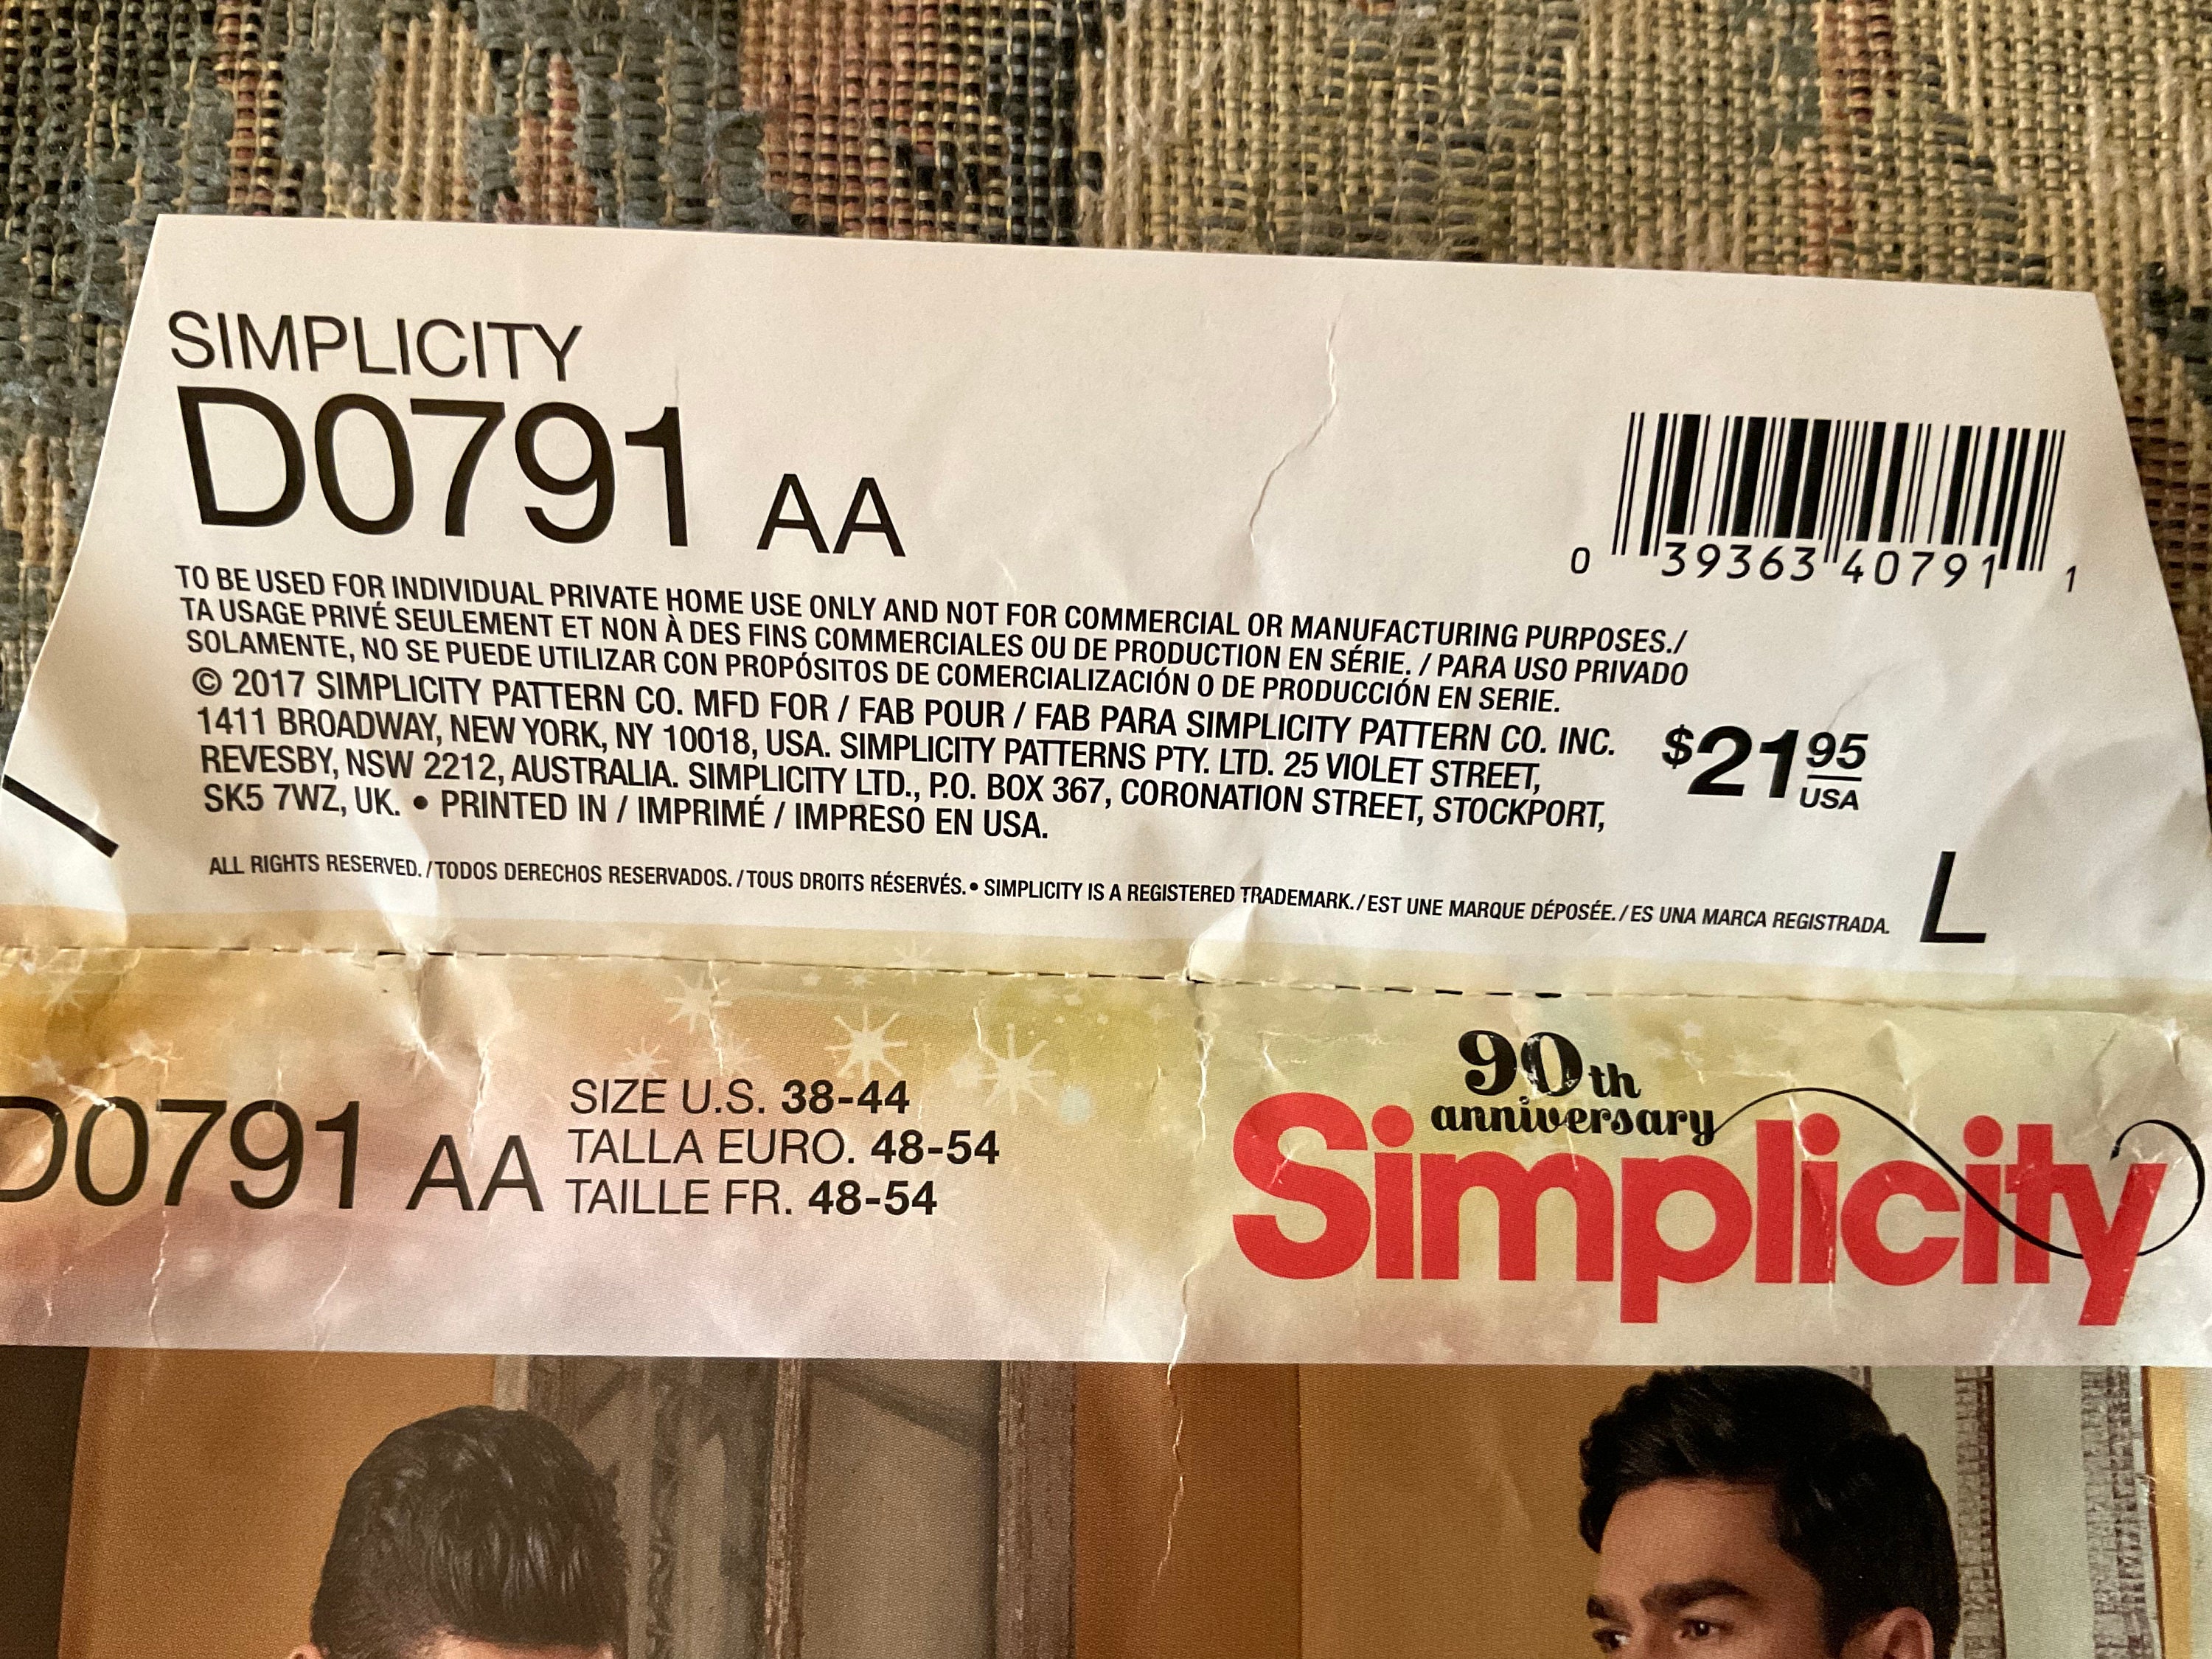 SIMPLICITY
D0791 AA
0 39363 40791 1
TO BE USED FOR INDIVIDUAL PRIVATE HOME USE ONLY AND NOT FOR COMMERCIAL OR MANUFACTURING PURPOSES./
TA USAGE PRIVÉ SEULEMENT ET NON À DES FINS COMMERCIALES OU DE PRODUCTION EN SÉRIE. / PARA USO PRIVADO
SOLAMENTE, NO SE PUEDE UTILIZAR CON PROPÓSITOS DE COMERCIALIZACIÓN O DE PRODUCCIÓN EN SERIE.
© 2017 SIMPLICITY PATTERN CO. MFD FOR / FAB POUR / FAB PARA SIMPLICITY PATTERN CO. INC.
1411 BROADWAY, NEW YORK, NY 10018, USA. SIMPLICITY PATTERNS PTY. LTD. 25 VIOLET STREET,
REVESBY, NSW 2212, AUSTRALIA. SIMPLICITY LTD., P.O. BOX 367, CORONATION STREET, STOCKPORT,
SK5 7WZ, UK. • PRINTED IN / IMPRIMÉ / IMPRESO EN USA.
$21 95
USA
ALL RIGHTS RESERVED. / TODOS DERECHOS RESERVADOS. / TOUS DROITS RÉSERVÉS. • SIMPLICITY IS A REGISTERED TRADEMARK. / EST UNE MARQUE DÉPOSÉE. / ES UNA MARCA REGISTRADA.
L
D0791 AA
SIZE U.S. 38-44
TALLA EURO. 48-54
TAILLE FR. 48-54
90th
anniversary
Simplicity